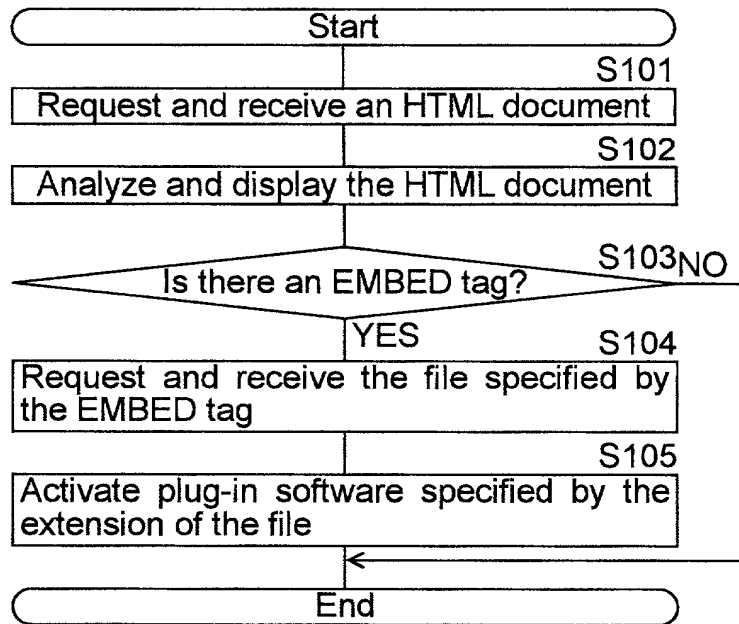 Start
S101
Request and receive an HTML document
S102
Analyze and display the HTML document
S103
Is there an EMBED tag?
NO
YES
S104
Request and receive the file specified by
the EMBED tag
S105
Activate plug-in software specified by the
extension of the file
End